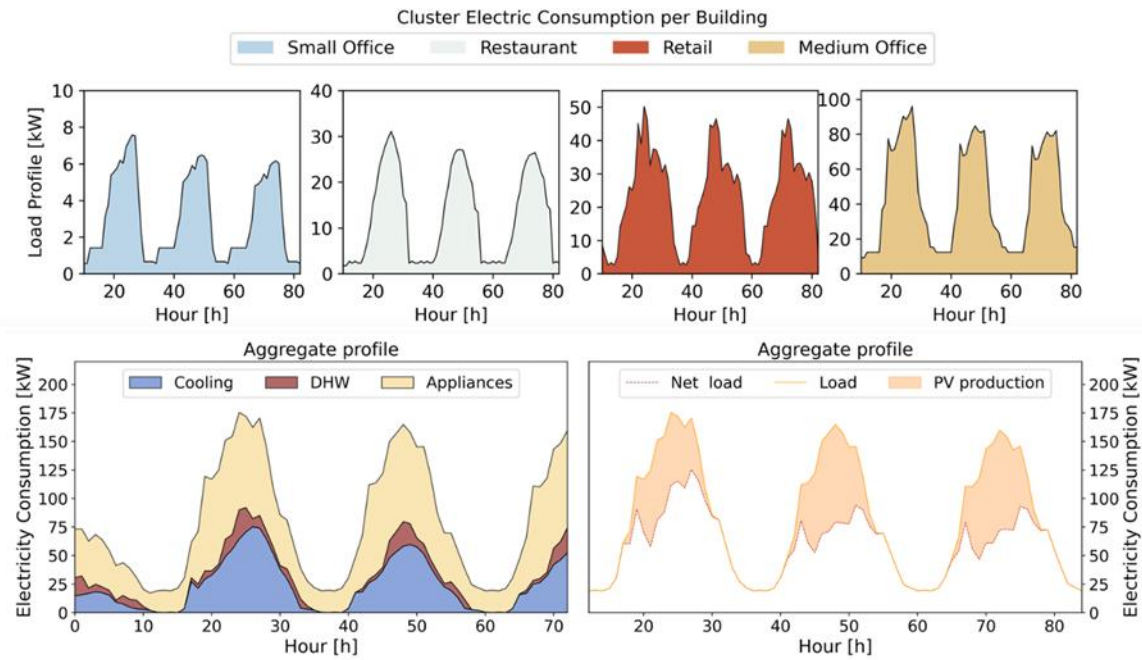 Cluster Electric Consumption per Building
Small Office Restaurant Retail Medium Office
Load Profile [kW]
10
8
6
4
2
0
20 40 60 80
Hour [h]
40
30
20
10
0
20 40 60 80
Hour [h]
50
40
30
20
10
0
20 40 60 80
Hour [h]
100
80
60
40
20
0
20 40 60 80
Hour [h]
Aggregate profile
Cooling DHW Appliances
Electricity Consumption [kW]
200
175
150
125
100
75
50
25
0
0 10 20 30 40 50 60 70
Hour [h]
Aggregate profile
Net load Load PV production
200
175
150
125
100
75
50
25
0
Electricity Consumption [kW]
20 30 40 50 60 70 80
Hour [h]